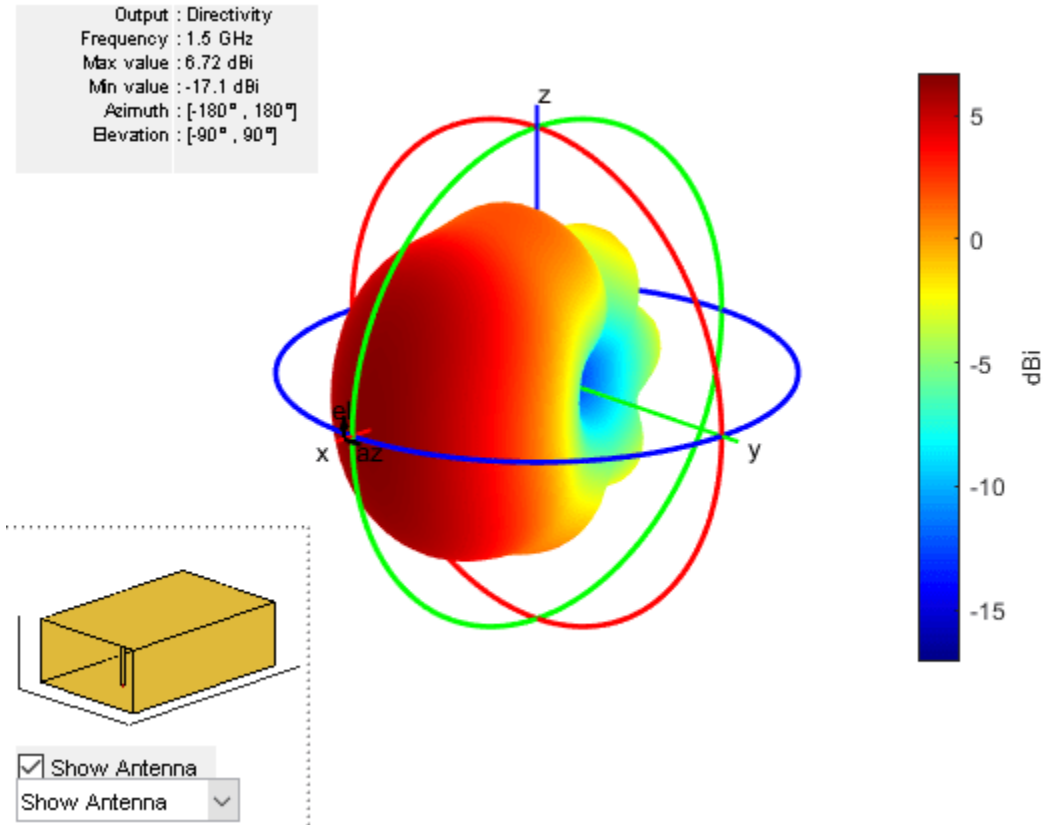 Output : Directivity
Frequency : 1.5 GHz
Max value : 6.72 dBi
Min value : -17.1 dBi
Azimuth : [-180° , 180°]
Elevation : [-90° , 90°]
z
5
0
-5
-10
-15
dBi
el
x
az
y
Show Antenna
Show Antenna